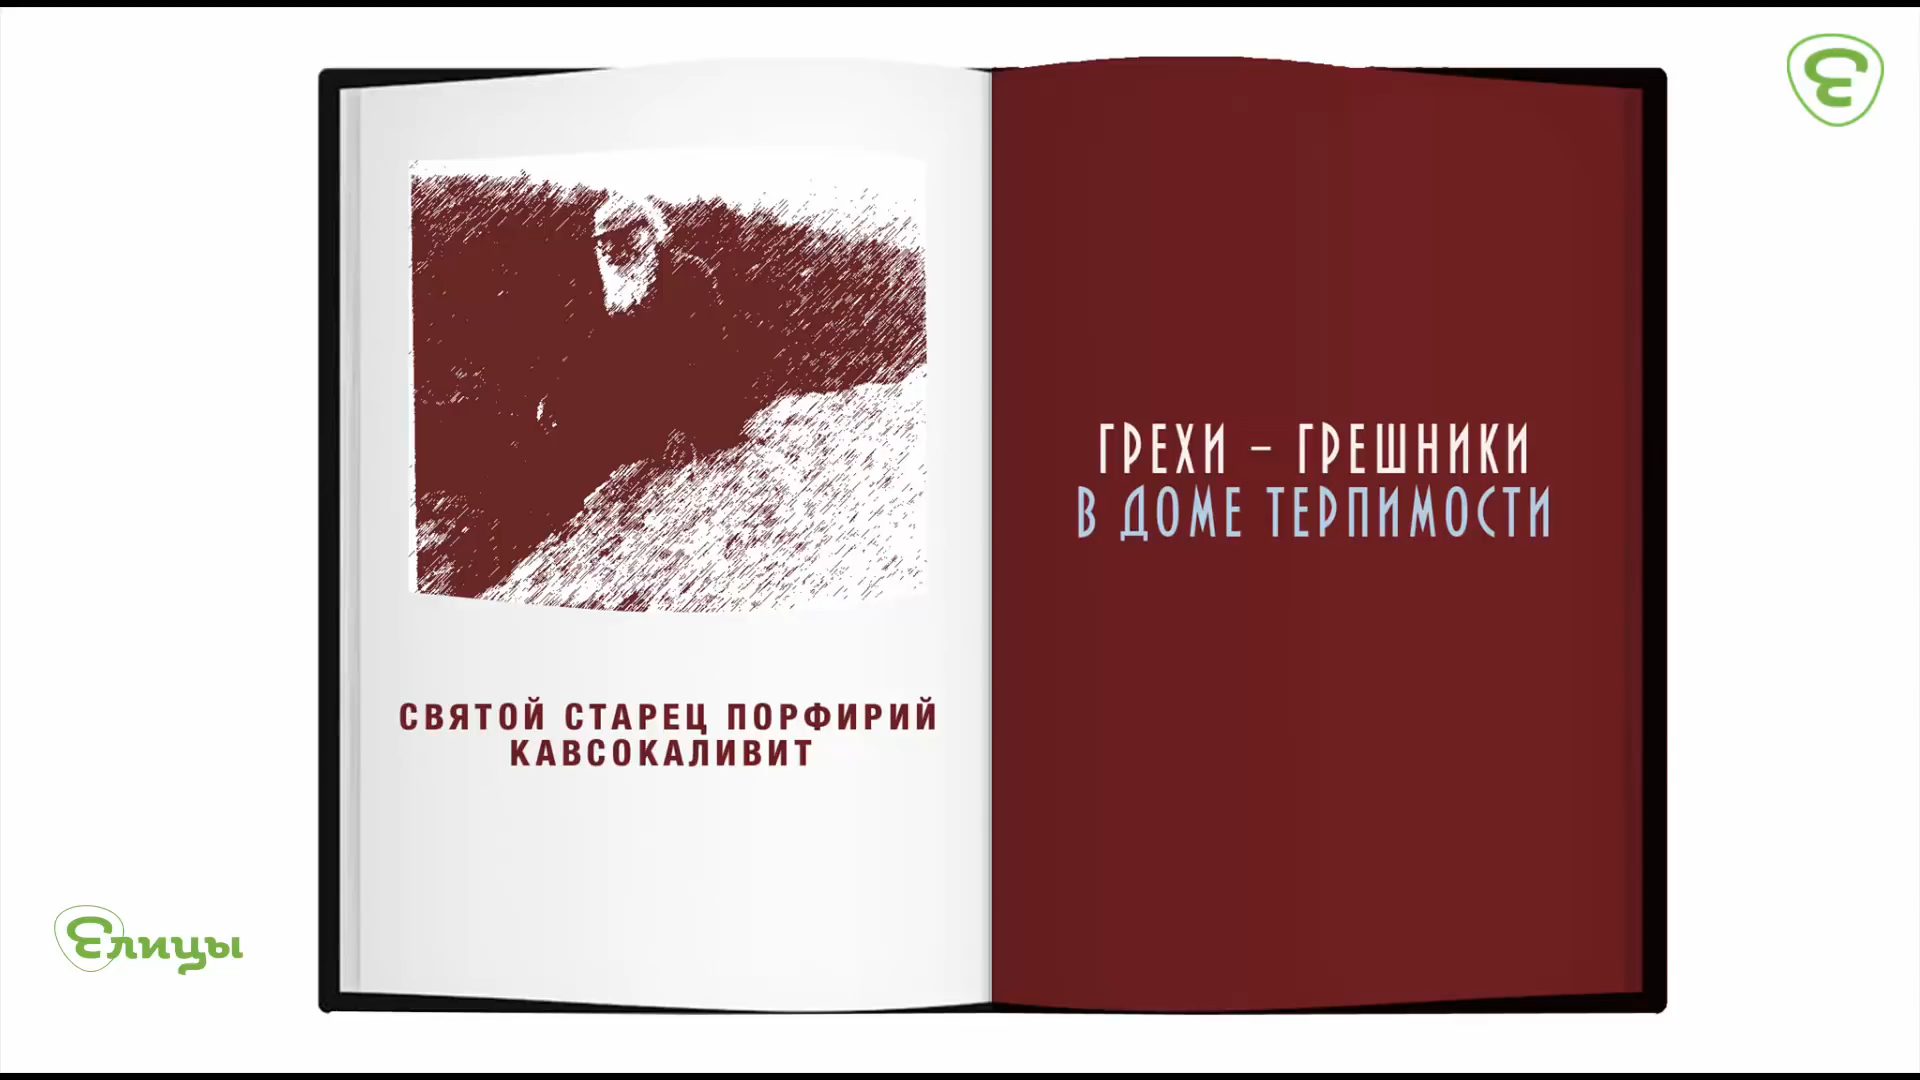 СВЯТОЙ СТАРЕЦ ПОРФИРИЙ
КАВСОКАЛИВИТ
ГРЕХИ – ГРЕШНИКИ
В ДОМЕ ТЕРПИМОСТИ
Елицы